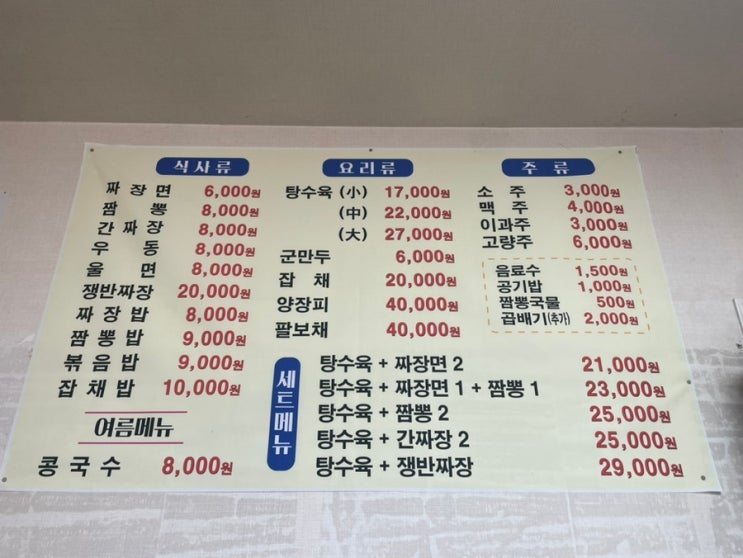 식사류
짜장면 6,000원
짬뽕 8,000원
간짜장 8,000원
우동 8,000원
울면 8,000원
쟁반짜장 20,000원
짜장밥 8,000원
짬뽕밥 9,000원
볶음밥 9,000원
잡채밥 10,000원
여름메뉴
콩국수 8,000원
요리류
탕수육 (小) 17,000원
(中) 22,000원
(大) 27,000원
군만두 6,000원
잡채 20,000원
양장피 40,000원
팔보채 40,000원
주류
소주 3,000원
맥주 4,000원
이과주 3,000원
고량주 6,000원
음료수 1,500원
공기밥 1,000원
짬뽕국물 500원
곱배기(추가) 2,000원
세트메뉴
탕수육 + 짜장면 2 21,000원
탕수육 + 짜장면 1 + 짬뽕 1 23,000원
탕수육 + 짬뽕 2 25,000원
탕수육 + 간짜장 2 25,000원
탕수육 + 쟁반짜장 29,000원